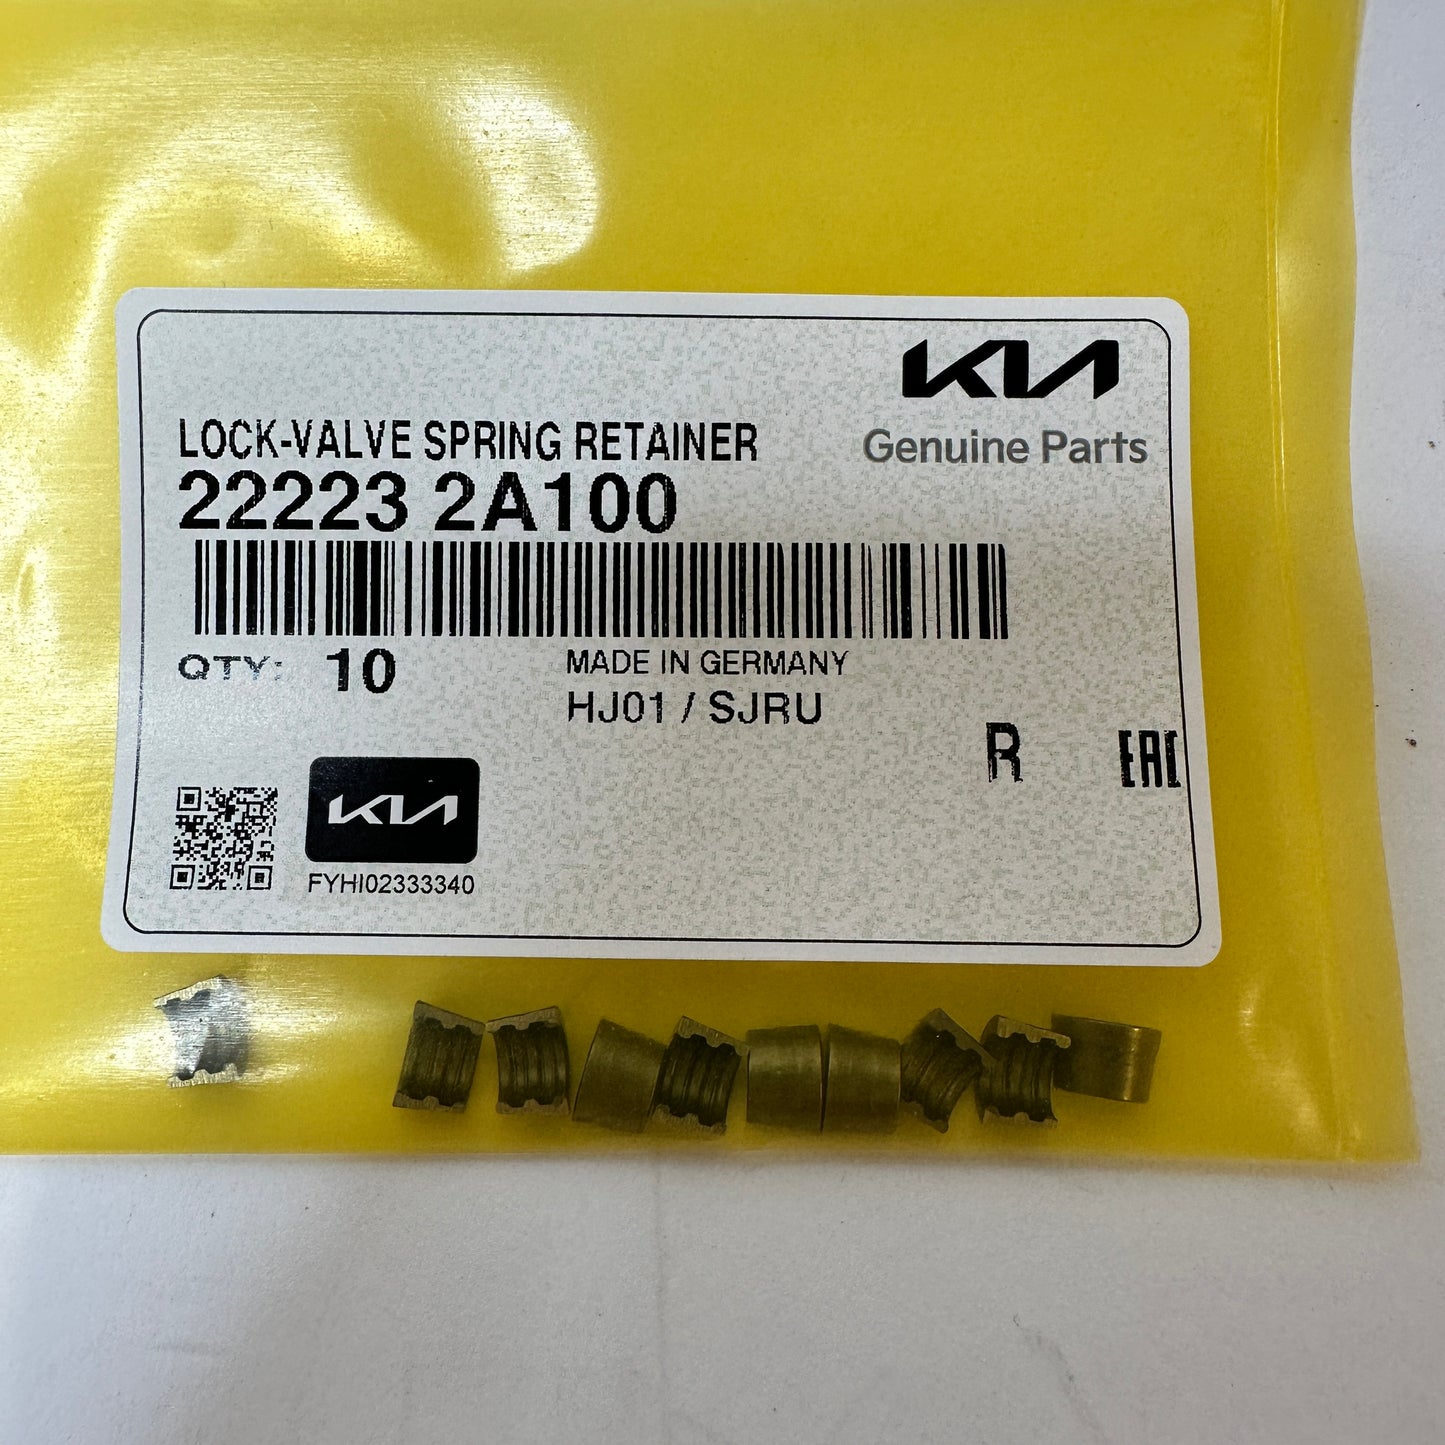 KIA
Genuine Parts
LOCK-VALVE SPRING RETAINER
22223 2A100
QTY: 10
MADE IN GERMANY
HJ01 / SJRU
R
EAC
KIA
FYHI02333340